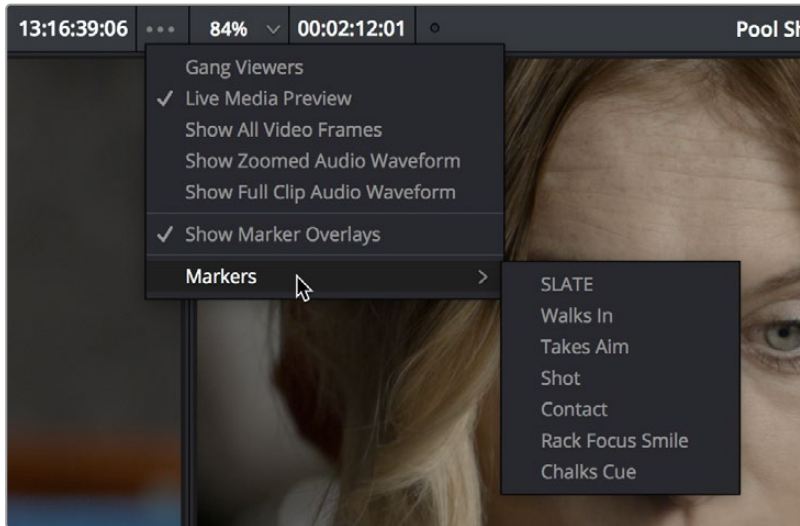 13:16:39:06 84% 00:02:12:01 Pool Sh
Gang Viewers
Live Media Preview
Show All Video Frames
Show Zoomed Audio Waveform
Show Full Clip Audio Waveform
Show Marker Overlays
Markers
SLATE
Walks In
Takes Aim
Shot
Contact
Rack Focus Smile
Chalks Cue